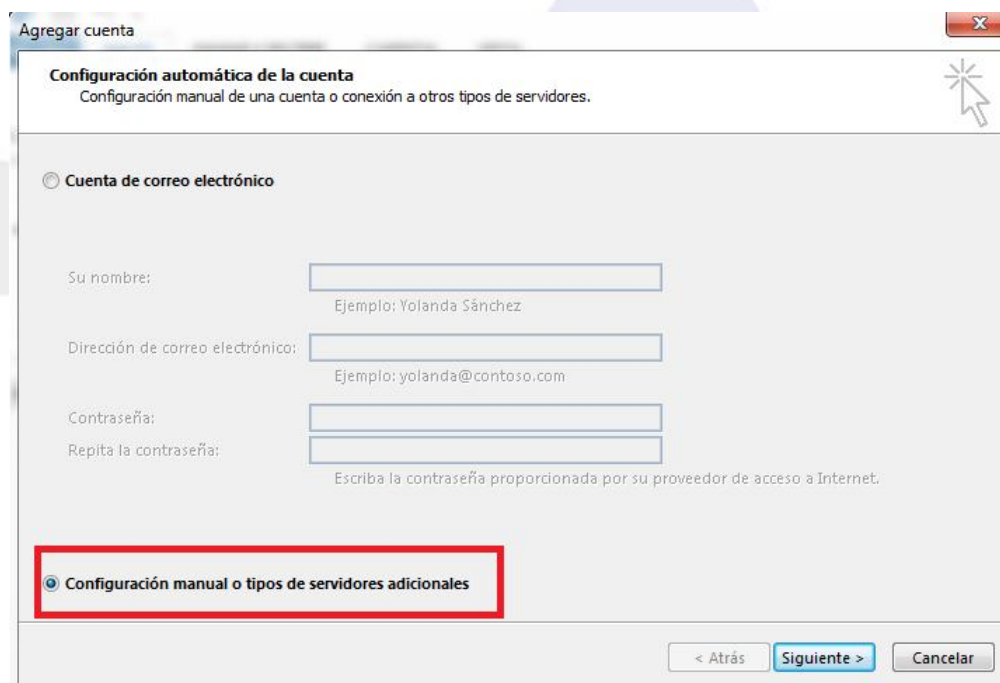 Agregar cuenta
Configuración automática de la cuenta
Configuración manual de una cuenta o conexión a otros tipos de servidores.
Cuenta de correo electrónico
Su nombre:
Ejemplo: Yolanda Sánchez
Dirección de correo electrónico:
Ejemplo: yolanda@contoso.com
Contraseña:
Repita la contraseña:
Escriba la contraseña proporcionada por su proveedor de acceso a Internet.
Configuración manual o tipos de servidores adicionales
< Atrás Siguiente > Cancelar